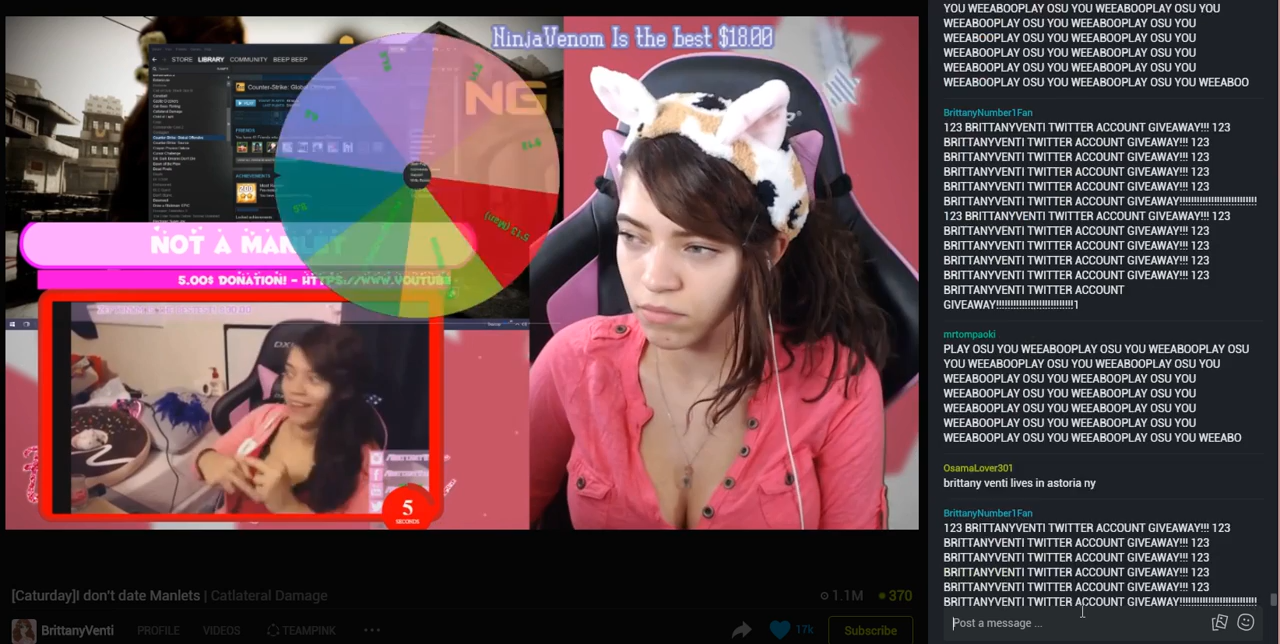 NinjaVenom Is the best $18.00
STORE LIBRARY COMMUNITY BEEP BEEP
Counter-Strike: Global Offensive
NG
NOT A MANLET
5.00$ DONATION! - HTTPS://WWW.YOUTUBE
5
SECONDS
[Caturday]I don't date Manlets | Catlateral Damage
1.1M 370
BrittanyVenti PROFILE VIDEOS TEAMPINK
17k Subscribe
YOU WEEABOOPLAY OSU YOU WEEABOOPLAY OSU YOU
WEEABOOPLAY OSU YOU WEEABOOPLAY OSU YOU
WEEABOOPLAY OSU YOU WEEABOOPLAY OSU YOU
WEEABOOPLAY OSU YOU WEEABOOPLAY OSU YOU
WEEABOOPLAY OSU YOU WEEABOOPLAY OSU YOU
WEEABOOPLAY OSU YOU WEEABOOPLAY OSU YOU WEEABOO
BrittanyNumber1Fan
123 BRITTANYVENTI TWITTER ACCOUNT GIVEAWAY!!! 123
BRITTANYVENTI TWITTER ACCOUNT GIVEAWAY!!! 123
BRITTANYVENTI TWITTER ACCOUNT GIVEAWAY!!! 123
BRITTANYVENTI TWITTER ACCOUNT GIVEAWAY!!! 123
BRITTANYVENTI TWITTER ACCOUNT GIVEAWAY!!! 123
BRITTANYVENTI TWITTER ACCOUNT GIVEAWAY!!!!!!!!!!!!!!!!!!!!!!!!!!!
123 BRITTANYVENTI TWITTER ACCOUNT GIVEAWAY!!! 123
BRITTANYVENTI TWITTER ACCOUNT GIVEAWAY!!! 123
BRITTANYVENTI TWITTER ACCOUNT GIVEAWAY!!! 123
BRITTANYVENTI TWITTER ACCOUNT GIVEAWAY!!! 123
BRITTANYVENTI TWITTER ACCOUNT GIVEAWAY!!! 123
BRITTANYVENTI TWITTER ACCOUNT
GIVEAWAY!!!!!!!!!!!!!!!!!!!!!!!!!!!1
mrtompaoki
PLAY OSU YOU WEEABOOPLAY OSU YOU WEEABOOPLAY OSU
YOU WEEABOOPLAY OSU YOU WEEABOOPLAY OSU YOU
WEEABOOPLAY OSU YOU WEEABOOPLAY OSU YOU
WEEABOOPLAY OSU YOU WEEABOOPLAY OSU YOU
WEEABOOPLAY OSU YOU WEEABOOPLAY OSU YOU
WEEABOOPLAY OSU YOU WEEABOOPLAY OSU YOU
WEEABOOPLAY OSU YOU WEEABOOPLAY OSU YOU WEEABO
OsamaLover301
brittany venti lives in astoria ny
BrittanyNumber1Fan
123 BRITTANYVENTI TWITTER ACCOUNT GIVEAWAY!!! 123
BRITTANYVENTI TWITTER ACCOUNT GIVEAWAY!!! 123
BRITTANYVENTI TWITTER ACCOUNT GIVEAWAY!!! 123
BRITTANYVENTI TWITTER ACCOUNT GIVEAWAY!!! 123
BRITTANYVENTI TWITTER ACCOUNT GIVEAWAY!!! 123
BRITTANYVENTI TWITTER ACCOUNT GIVEAWAY!!!!!!!!!!!!!!!!!!!!!!!!!!!
Post a message ...